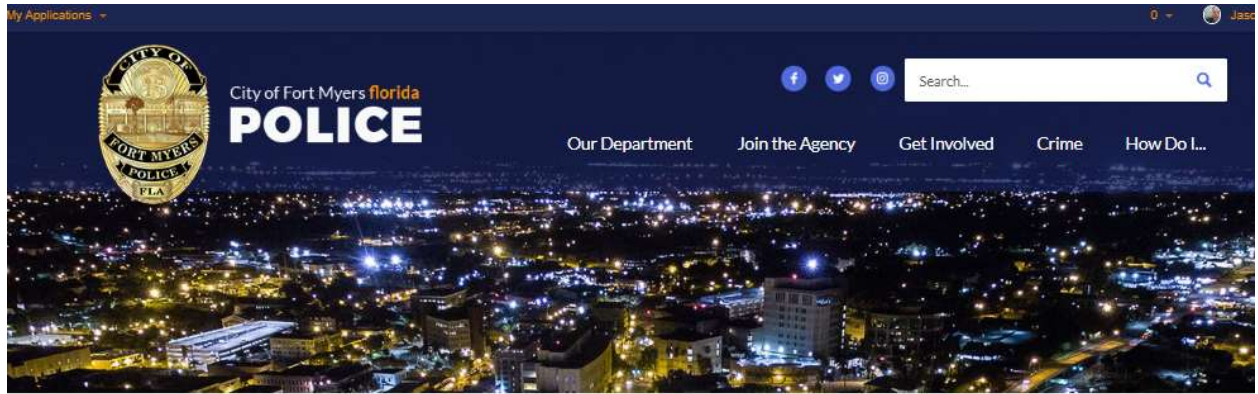 My Applications
0
Jasc
CITY OF
FORT MYERS
POLICE
FLA
City of Fort Myers florida
POLICE
Search...
Our Department Join the Agency Get Involved Crime How Do I...